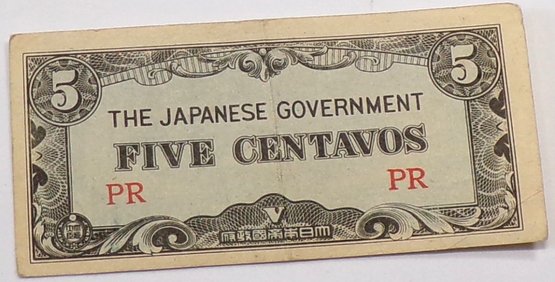 5 5
THE JAPANESE GOVERNMENT
FIVE CENTAVOS
PR PR
V
大日本帝國政府